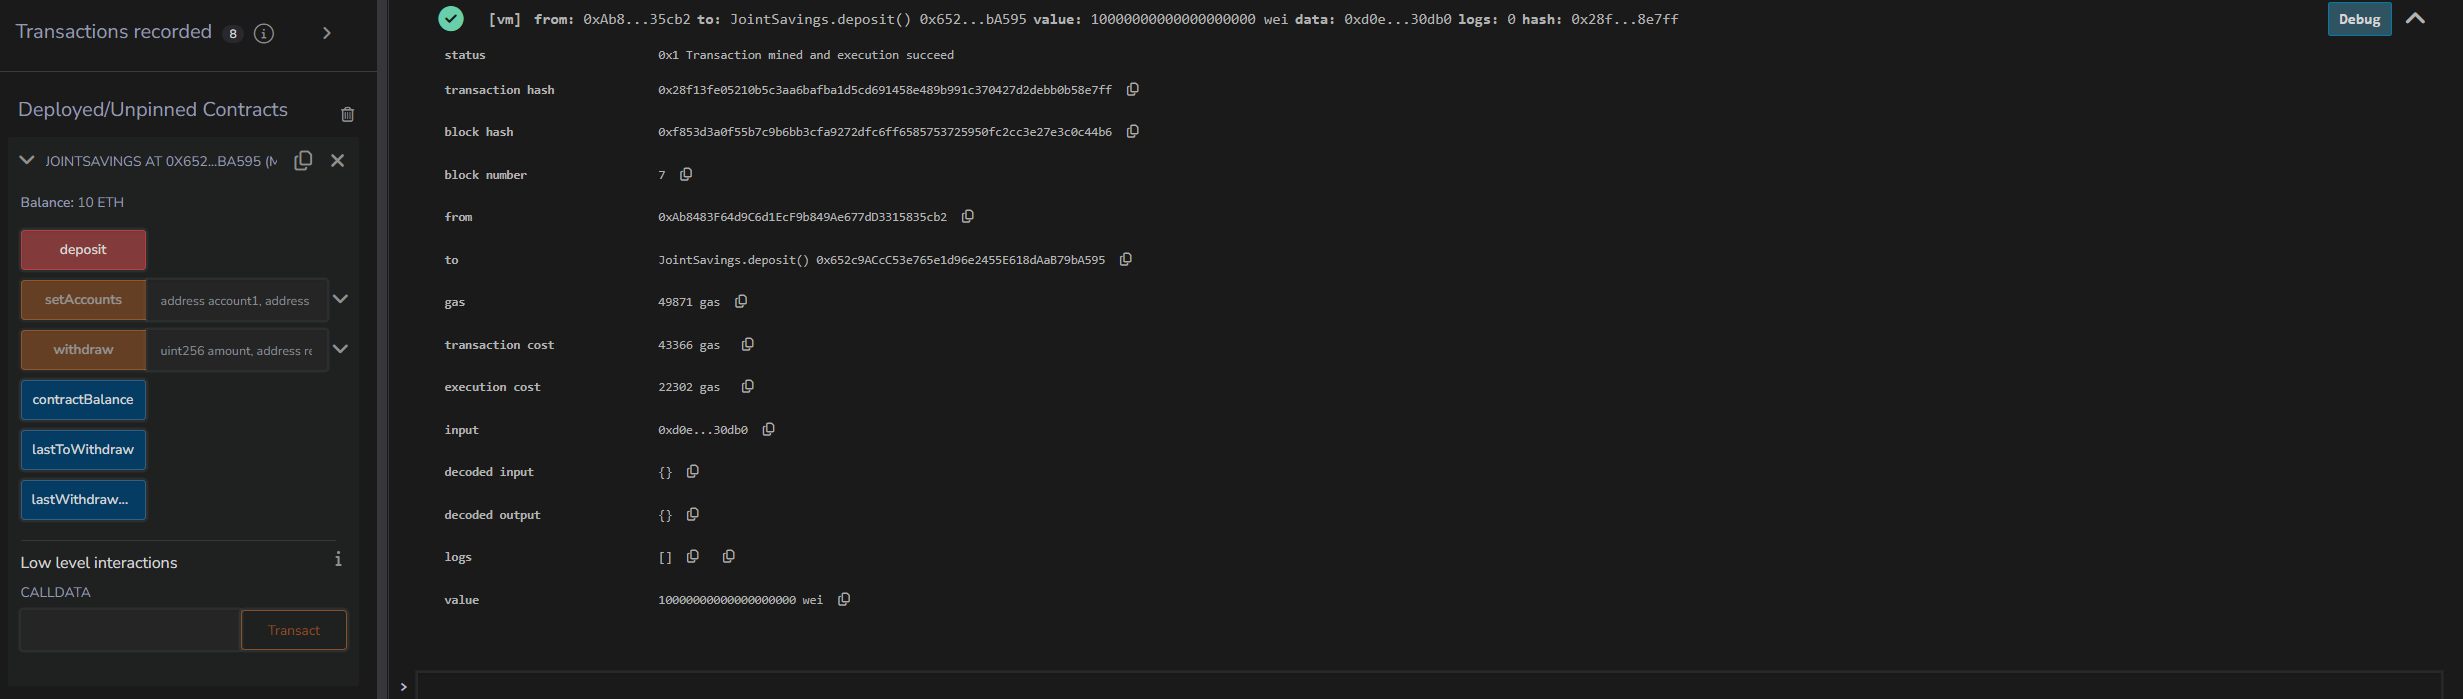 Transactions recorded 8 i
Deployed/Unpinned Contracts
JOINTSAVINGS AT 0X652...BA595 (M
Balance: 10 ETH
deposit
setAccounts address account1, address
withdraw uint256 amount, address re
contractBalance
lastToWithdraw
lastWithdraw...
Low level interactions i
CALLDATA
Transact
[vm] from: 0xAb8...35cb2 to: JointSavings.deposit() 0x652...bA595 value: 10000000000000000000 wei data: 0xd0e...30db0 logs: 0 hash: 0x28f...8e7ff
Debug
status 0x1 Transaction mined and execution succeed
transaction hash 0x28f13fe05210b5c3aa6bafba1d5cd691458e489b991c370427d2debb0b58e7ff
block hash 0xf853d3a0f55b7c9b6bb3cfa9272dfc6ff6585753725950fc2cc3e27e3c0c44b6
block number 7
from 0xAb8483F64d9C6d1EcF9b849Ae677dD3315835cb2
to JointSavings.deposit() 0x652c9ACcC53e765e1d96e2455E618dAaB79bA595
gas 49871 gas
transaction cost 43366 gas
execution cost 22302 gas
input 0xd0e...30db0
decoded input {}
decoded output {}
logs []
value 10000000000000000000 wei
>